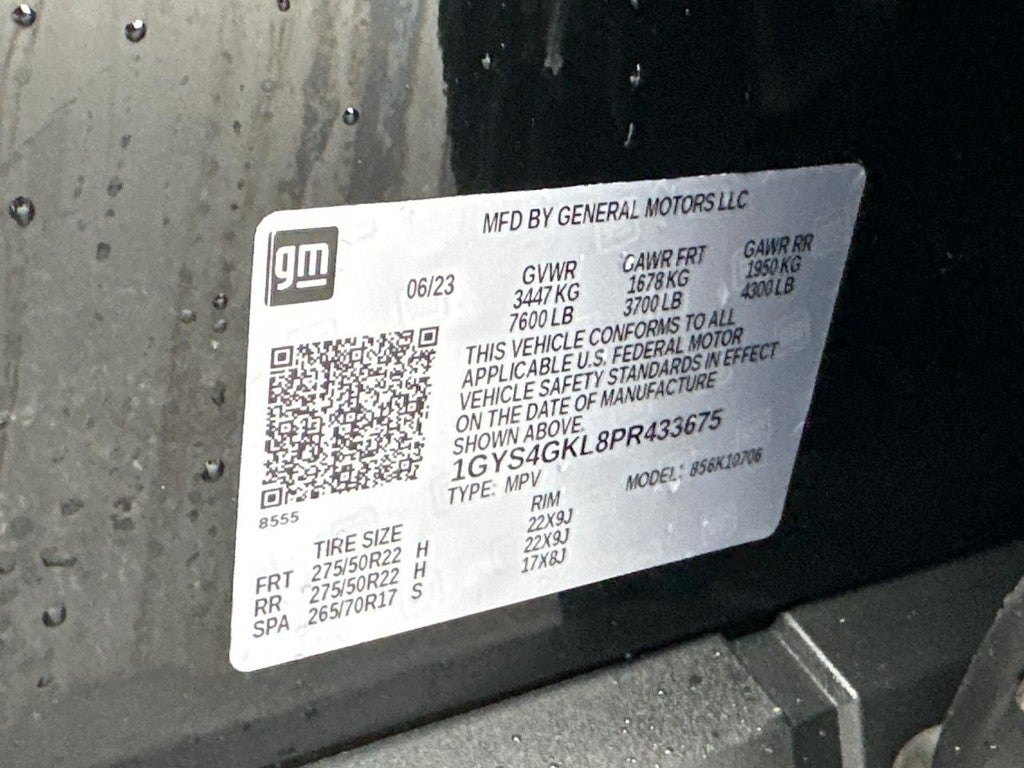 MFD BY GENERAL MOTORS LLC
gm
06/23
GVWR GAWR FRT GAWR RR
3447 KG 1678 KG 1950 KG
7600 LB 3700 LB 4300 LB
THIS VEHICLE CONFORMS TO ALL
APPLICABLE U.S. FEDERAL MOTOR
VEHICLE SAFETY STANDARDS IN EFFECT
ON THE DATE OF MANUFACTURE
SHOWN ABOVE.
1GYS4GKL8PR433675
TYPE: MPV MODEL: 856K10706
8555
TIRE SIZE RIM
FRT 275/50R22 H 22X9J
RR 275/50R22 H 22X9J
SPA 265/70R17 S 17X8J